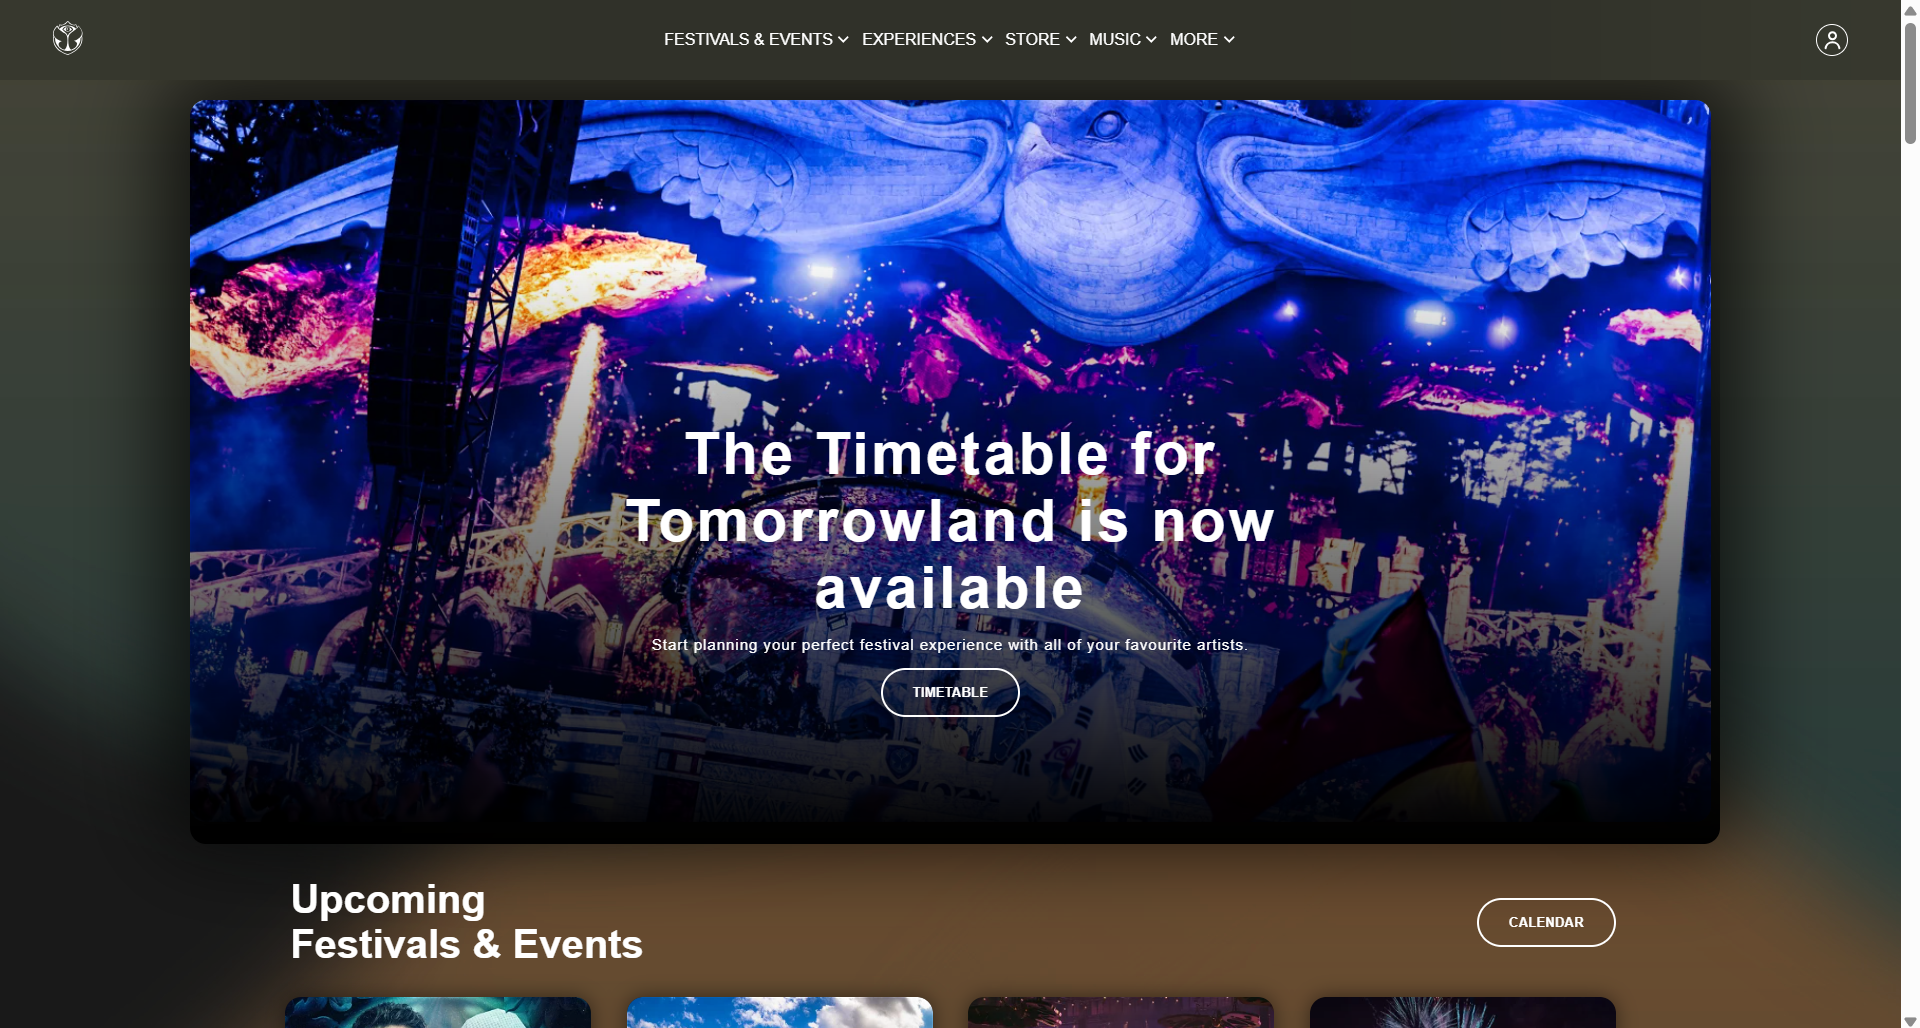 FESTIVALS & EVENTS EXPERIENCES STORE MUSIC MORE
The Timetable for
Tomorrowland is now
available
Start planning your perfect festival experience with all of your favourite artists.
TIMETABLE
Upcoming
Festivals & Events
CALENDAR